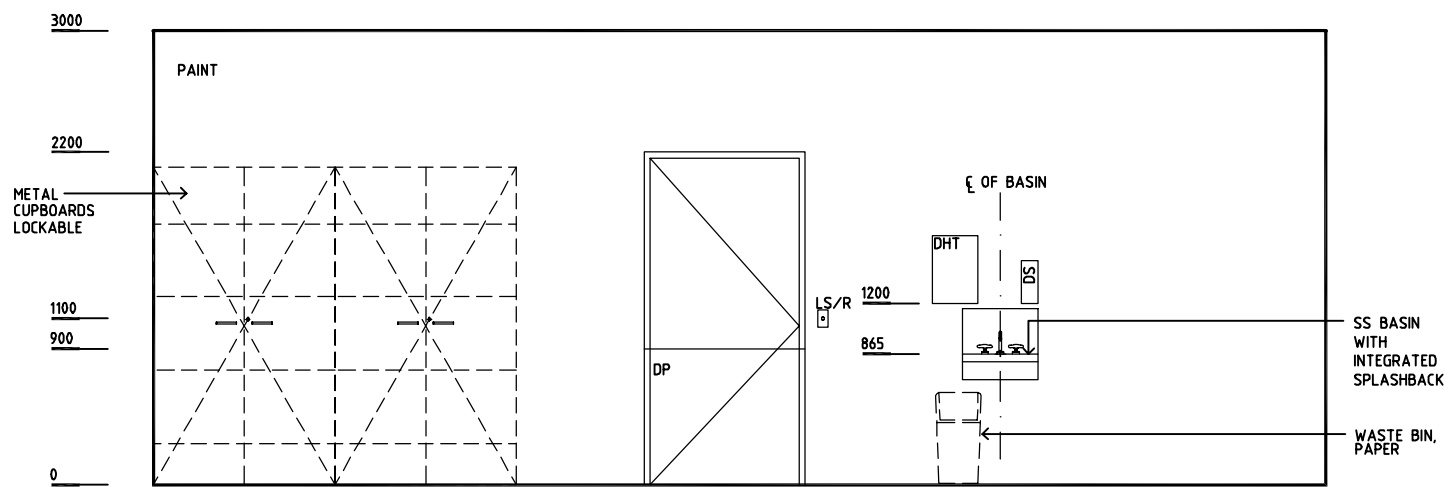 3000
PAINT
2200
METAL
CUPBOARDS
LOCKABLE
℄ OF BASIN
DHT
DS
LS/R
1200
1100
900
865
DP
SS BASIN
WITH
INTEGRATED
SPLASHBACK
WASTE BIN,
PAPER
0